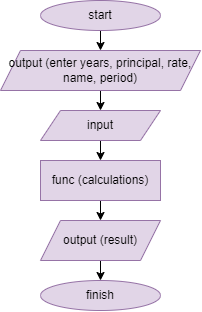 start
output (enter years, principal, rate,
name, period)
input
func (calculations)
output (result)
finish